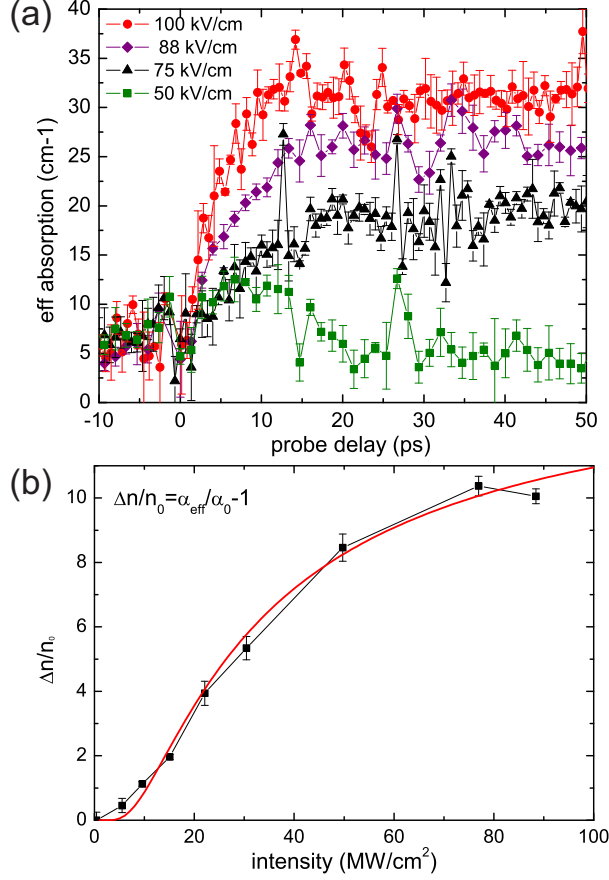 (a)
100 kV/cm
88 kV/cm
75 kV/cm
50 kV/cm
eff absorption (cm-1)
40
35
30
25
20
15
10
5
0
-10 0 10 20 30 40 50
probe delay (ps)
(b)
Δn/n₀=α_eff/α₀-1
Δn/n₀
10
8
6
4
2
0
20 40 60 80 100
intensity (MW/cm²)